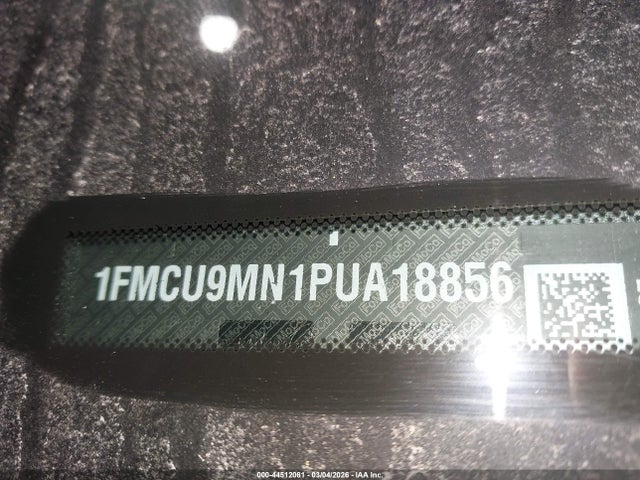 1FMCU9MN1PUA18856
000-44512061 - 03/04/2026 - IAA Inc.